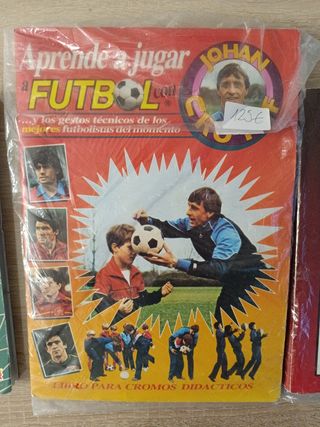 Aprende a jugar
a FUTBOL con
JOHAN
...y los gestos técnicos de los
mejores futbolistas del momento
125€
LIBRO PARA CROMOS DIDACTICOS